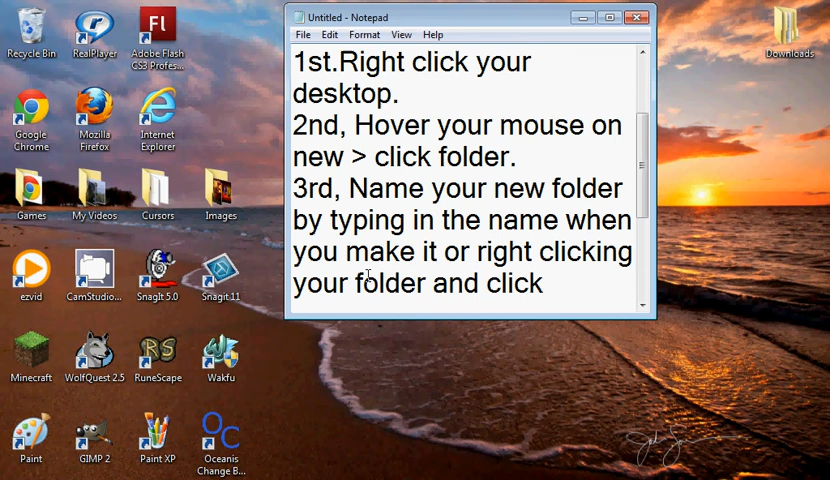 Untitled - Notepad
File Edit Format View Help
1st.Right click your
desktop.
2nd, Hover your mouse on
new > click folder.
3rd, Name your new folder
by typing in the name when
you make it or right clicking
your folder and click
Recycle Bin
RealPlayer
Adobe Flash
CS3 Profes...
Downloads
Google
Chrome
Mozilla
Firefox
Internet
Explorer
Games
My Videos
Cursors
Images
ezvid
CamStudio...
SnagIt 5.0
Snagit 11
Minecraft
WolfQuest 2.5
RuneScape
Wakfu
Paint
GIMP 2
Paint XP
Oceanis
Change B...
Fl
RS
OC